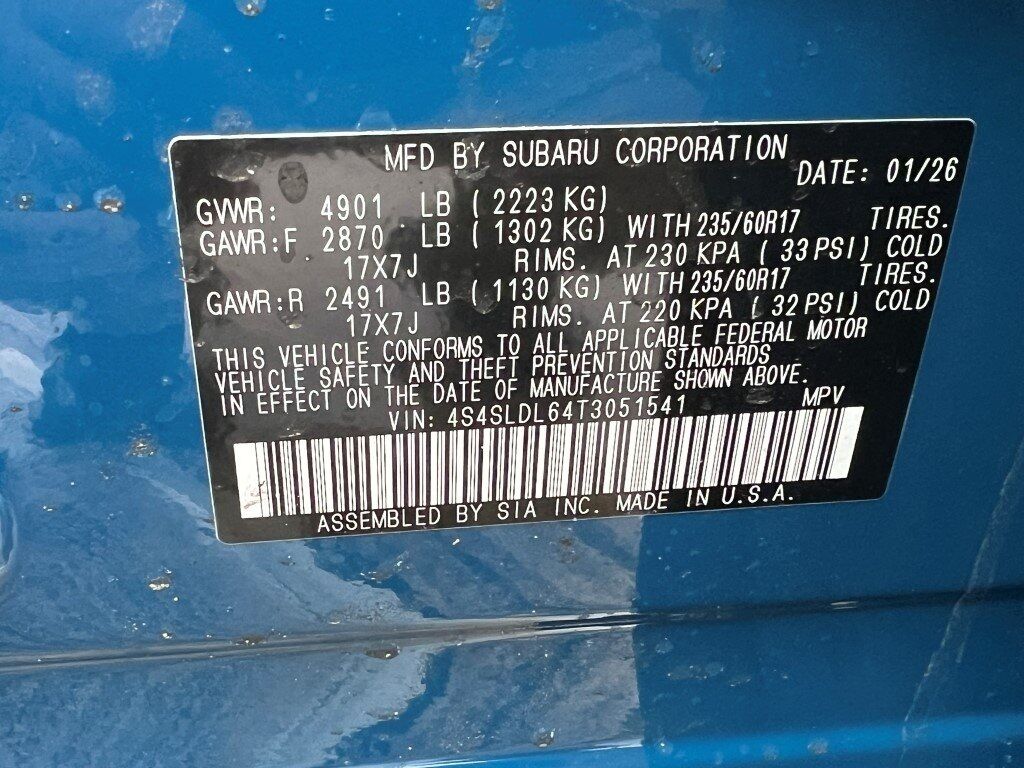 MFD BY SUBARU CORPORATION DATE: 01/26
GVWR: 4901 LB ( 2223 KG)
GAWR:F 2870 LB ( 1302 KG) WITH 235/60R17 TIRES.
17X7J RIMS. AT 230 KPA ( 33 PSI) COLD
GAWR:R 2491 LB ( 1130 KG) WITH 235/60R17 TIRES.
17X7J RIMS. AT 220 KPA ( 32 PSI) COLD
THIS VEHICLE CONFORMS TO ALL APPLICABLE FEDERAL MOTOR
VEHICLE SAFETY AND THEFT PREVENTION STANDARDS
IN EFFECT ON THE DATE OF MANUFACTURE SHOWN ABOVE.
VIN: 4S4SLDL64T3051541 MPV
ASSEMBLED BY SIA INC. MADE IN U.S.A.